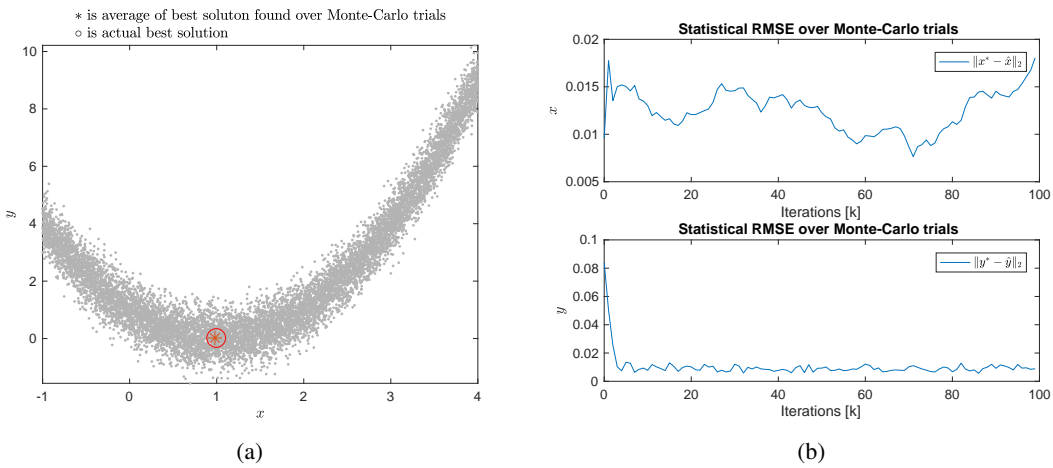 ∗ is average of best soluton found over Monte-Carlo trials
○ is actual best solution
10
8
6
4
2
0
y
-1 0 1 2 3 4
x
(a)
Statistical RMSE over Monte-Carlo trials
0.02
0.015
0.01
0.005
x
‖x* − x̂‖₂
0 20 40 60 80 100
Iterations [k]
Statistical RMSE over Monte-Carlo trials
0.1
0.08
0.06
0.04
0.02
0
y
‖y* − ŷ‖₂
0 20 40 60 80 100
Iterations [k]
(b)